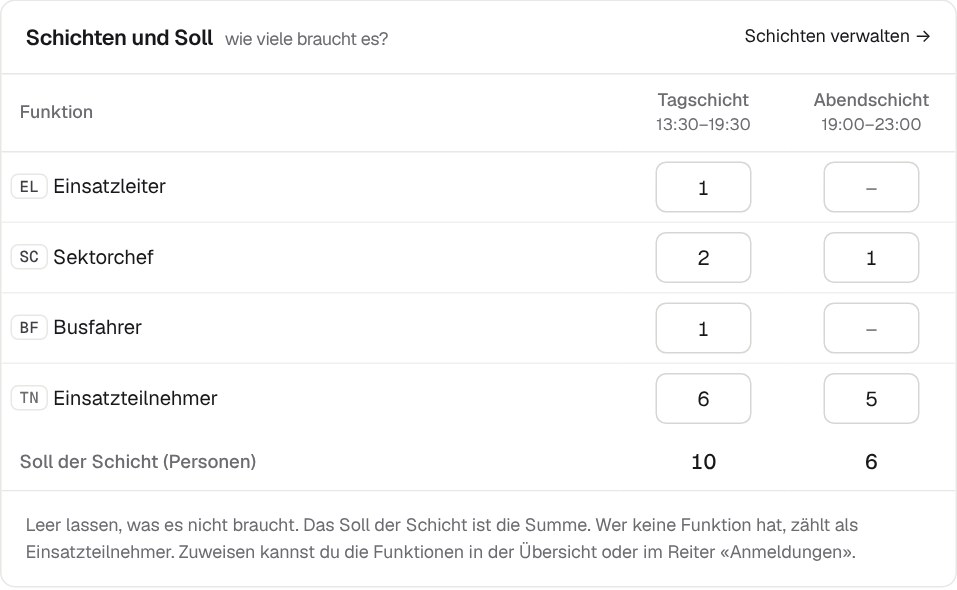 Schichten und Soll wie viele braucht es? Schichten verwalten →
Funktion Tagschicht Abendschicht
13:30–19:30 19:00–23:00
EL Einsatzleiter 1 –
SC Sektorchef 2 1
BF Busfahrer 1 –
TN Einsatzteilnehmer 6 5
Soll der Schicht (Personen) 10 6
Leer lassen, was es nicht braucht. Das Soll der Schicht ist die Summe. Wer keine Funktion hat, zählt als
Einsatzteilnehmer. Zuweisen kannst du die Funktionen in der Übersicht oder im Reiter «Anmeldungen».